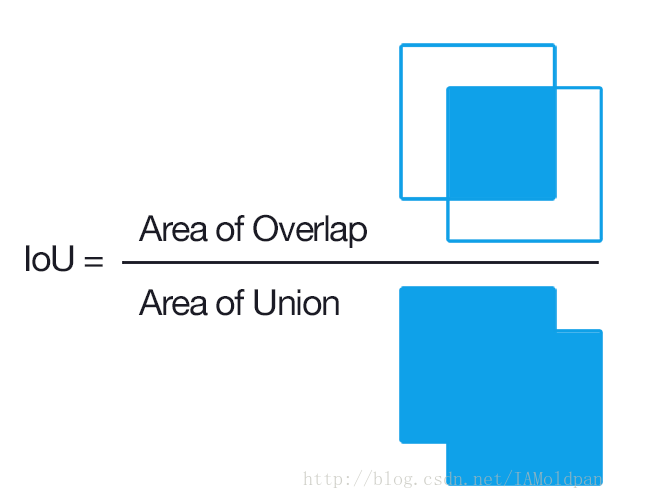 Area of Overlap
IoU =
Area of Union
http://blog.csdn.net/IAMoldpan